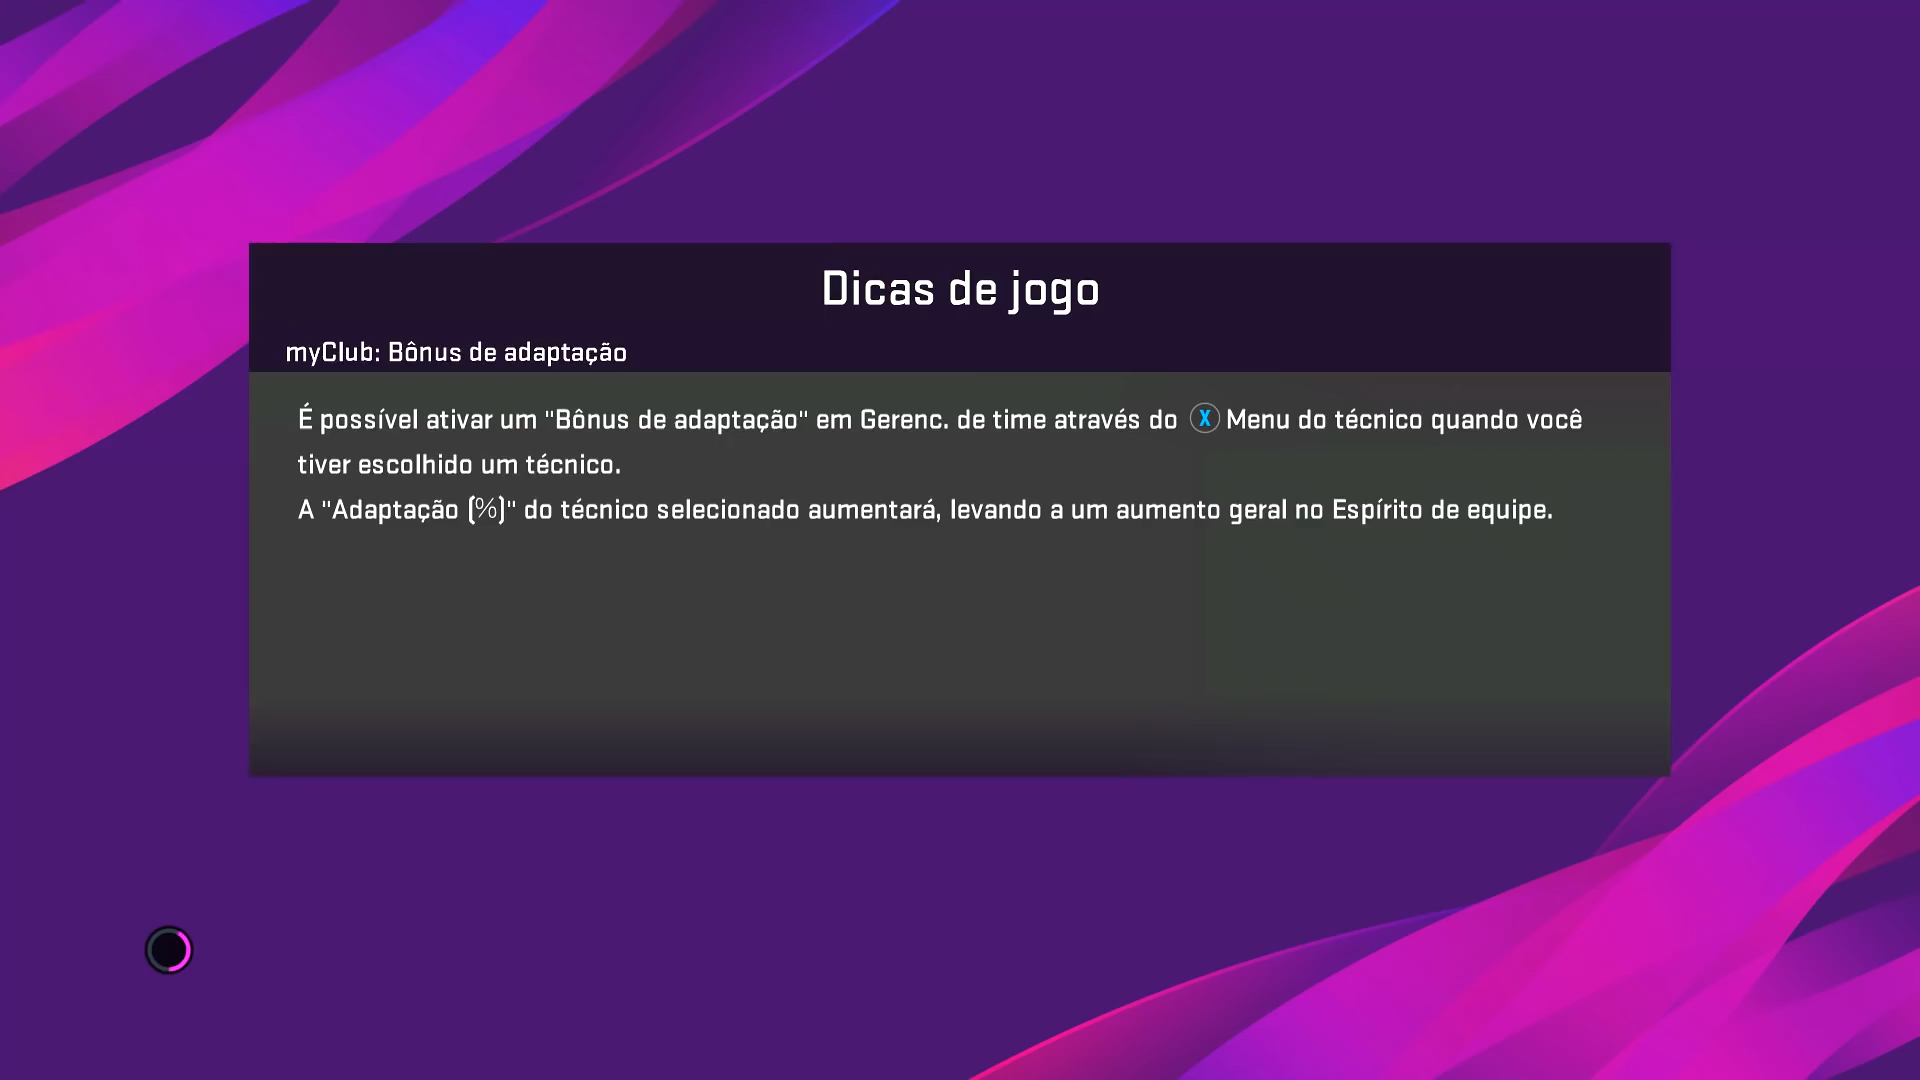 Dicas de jogo
myClub: Bônus de adaptação
É possível ativar um "Bônus de adaptação" em Gerenc. de time através do X Menu do técnico quando você
tiver escolhido um técnico.
A "Adaptação (%)" do técnico selecionado aumentará, levando a um aumento geral no Espírito de equipe.